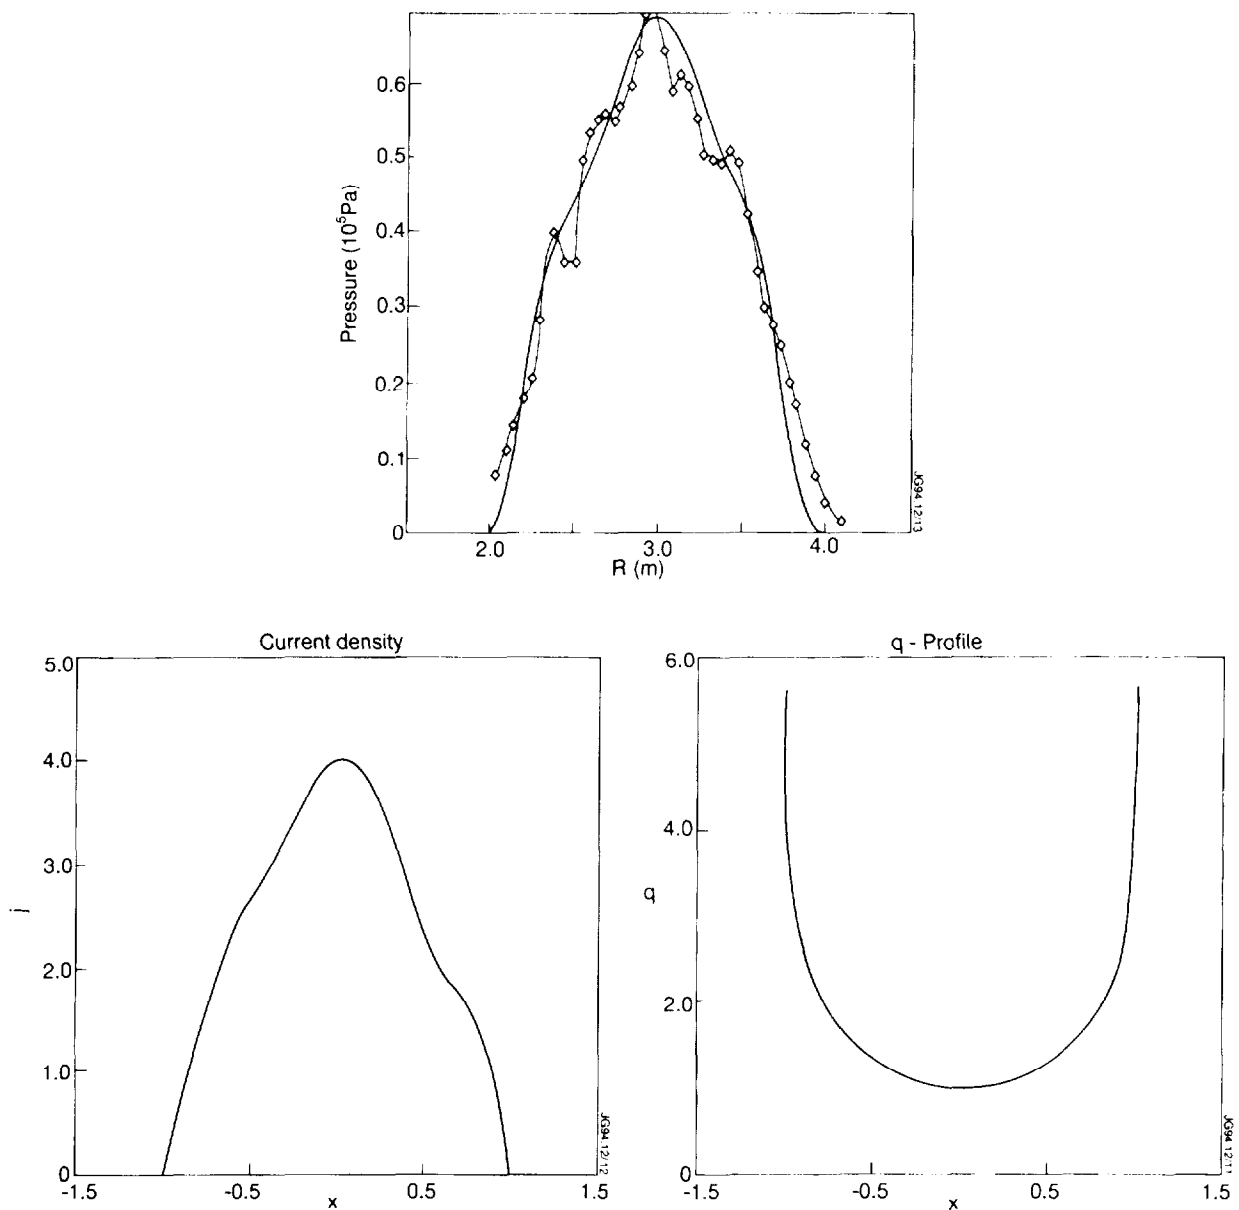 0.6
0.5
0.4
0.3
0.2
0.1
0
Pressure (10⁵Pa)
2.0 3.0 4.0
R (m)
JG94.12/13
Current density
5.0
4.0
3.0
2.0
1.0
0
j
-1.5 -0.5 0.5 1.5
x
JG94.12/12
q - Profile
6.0
4.0
2.0
0
q
-1.5 -0.5 0.5 1.5
x
JG94.12/11